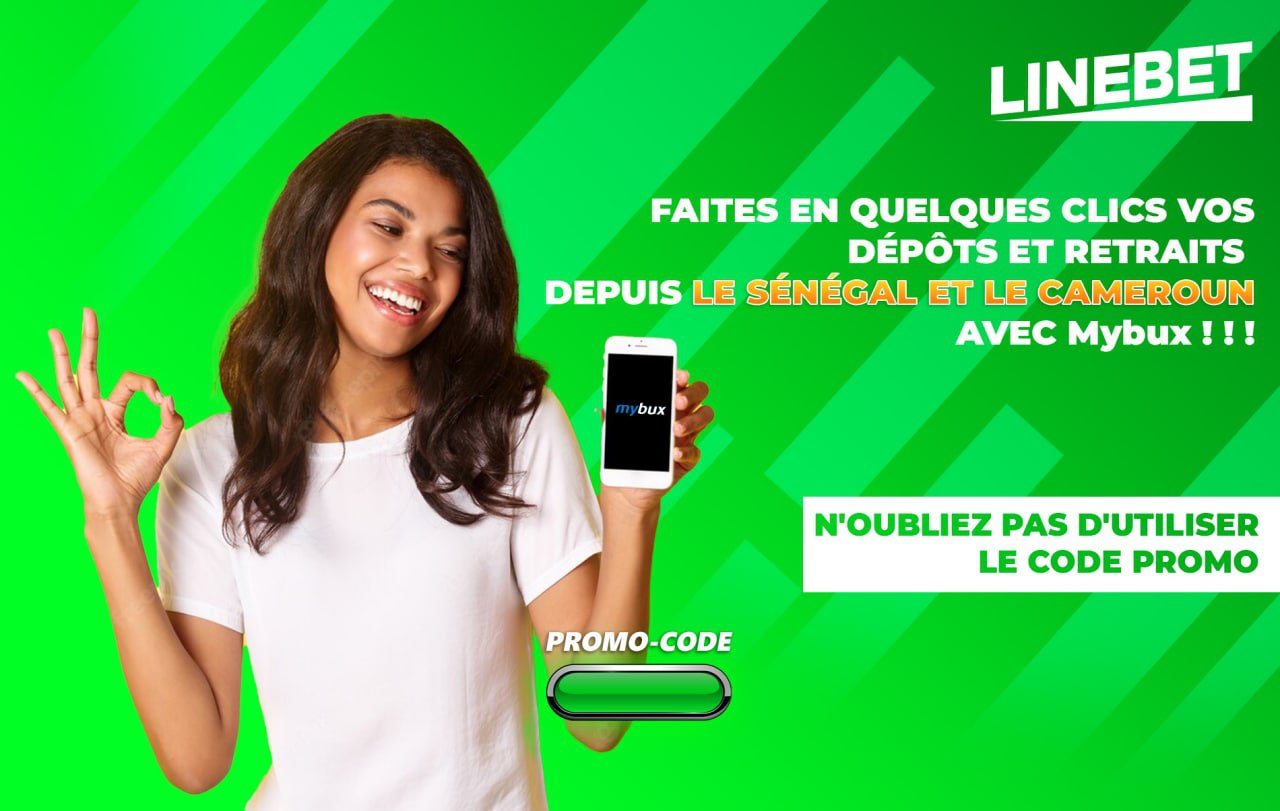 LINEBET
FAITES EN QUELQUES CLICS VOS
DÉPÔTS ET RETRAITS
DEPUIS LE SÉNÉGAL ET LE CAMEROUN
AVEC Mybux ! ! !
mybux
N'OUBLIEZ PAS D'UTILISER
LE CODE PROMO
PROMO-CODE